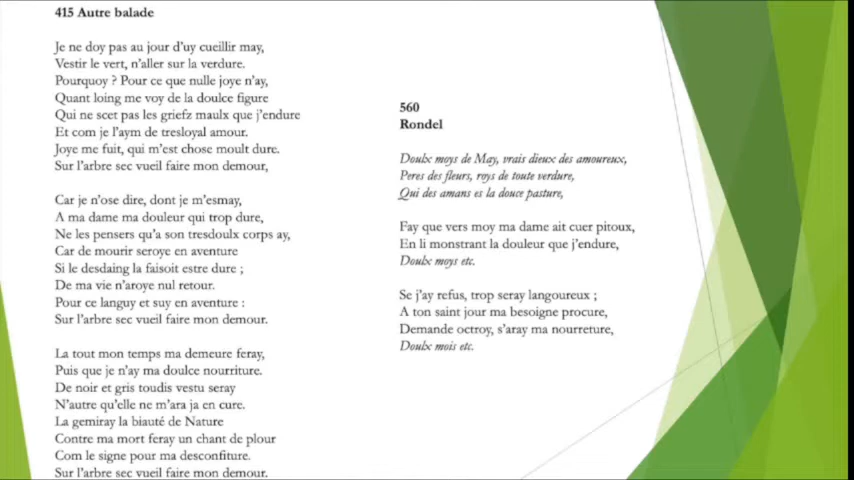 415 Autre balade
Je ne doy pas au jour d'uy cueillir may,
Vestir le vert, n'aller sur la verdure.
Pourquoy ? Pour ce que nulle joye n'ay,
Quant loing me voy de la doulce figure
Qui ne scet pas les griefz maulx que j'endure
Et com je l'aym de tresloyal amour.
Joye me fuit, qui m'est chose moult dure.
Sur l'arbre sec vueil faire mon demour,
Car je n'ose dire, dont je m'esmay,
A ma dame ma douleur qui trop dure,
Ne les pensers qu'a son tresdoulx corps ay,
Car de mourir seroye en aventure
Si le desdaing la faisoit estre dure ;
De ma vie n'aroye nul retour.
Pour ce languy et suy en aventure :
Sur l'arbre sec vueil faire mon demour.
La tout mon temps ma demeure feray,
Puis que je n'ay ma doulce nourriture.
De noir et gris toudis vestu seray
N'autre qu'elle ne m'ara ja en cure.
La gemiray la biauté de Nature
Contre ma mort feray un chant de plour
Com le signe pour ma desconfiture.
Sur l'arbre sec vueil faire mon demour.
560
Rondel
Doulx moys de May, vrais dieux des amoureux,
Peres des fleurs, roys de toute verdure,
Qui des amans es la douce pasture,
Fay que vers moy ma dame ait cuer pitoux,
En li monstrant la douleur que j'endure,
Doulx moys etc.
Se j'ay refus, trop seray langoureux ;
A ton saint jour ma besoigne procure,
Demande octroy, s'aray ma nourreture,
Doulx mois etc.